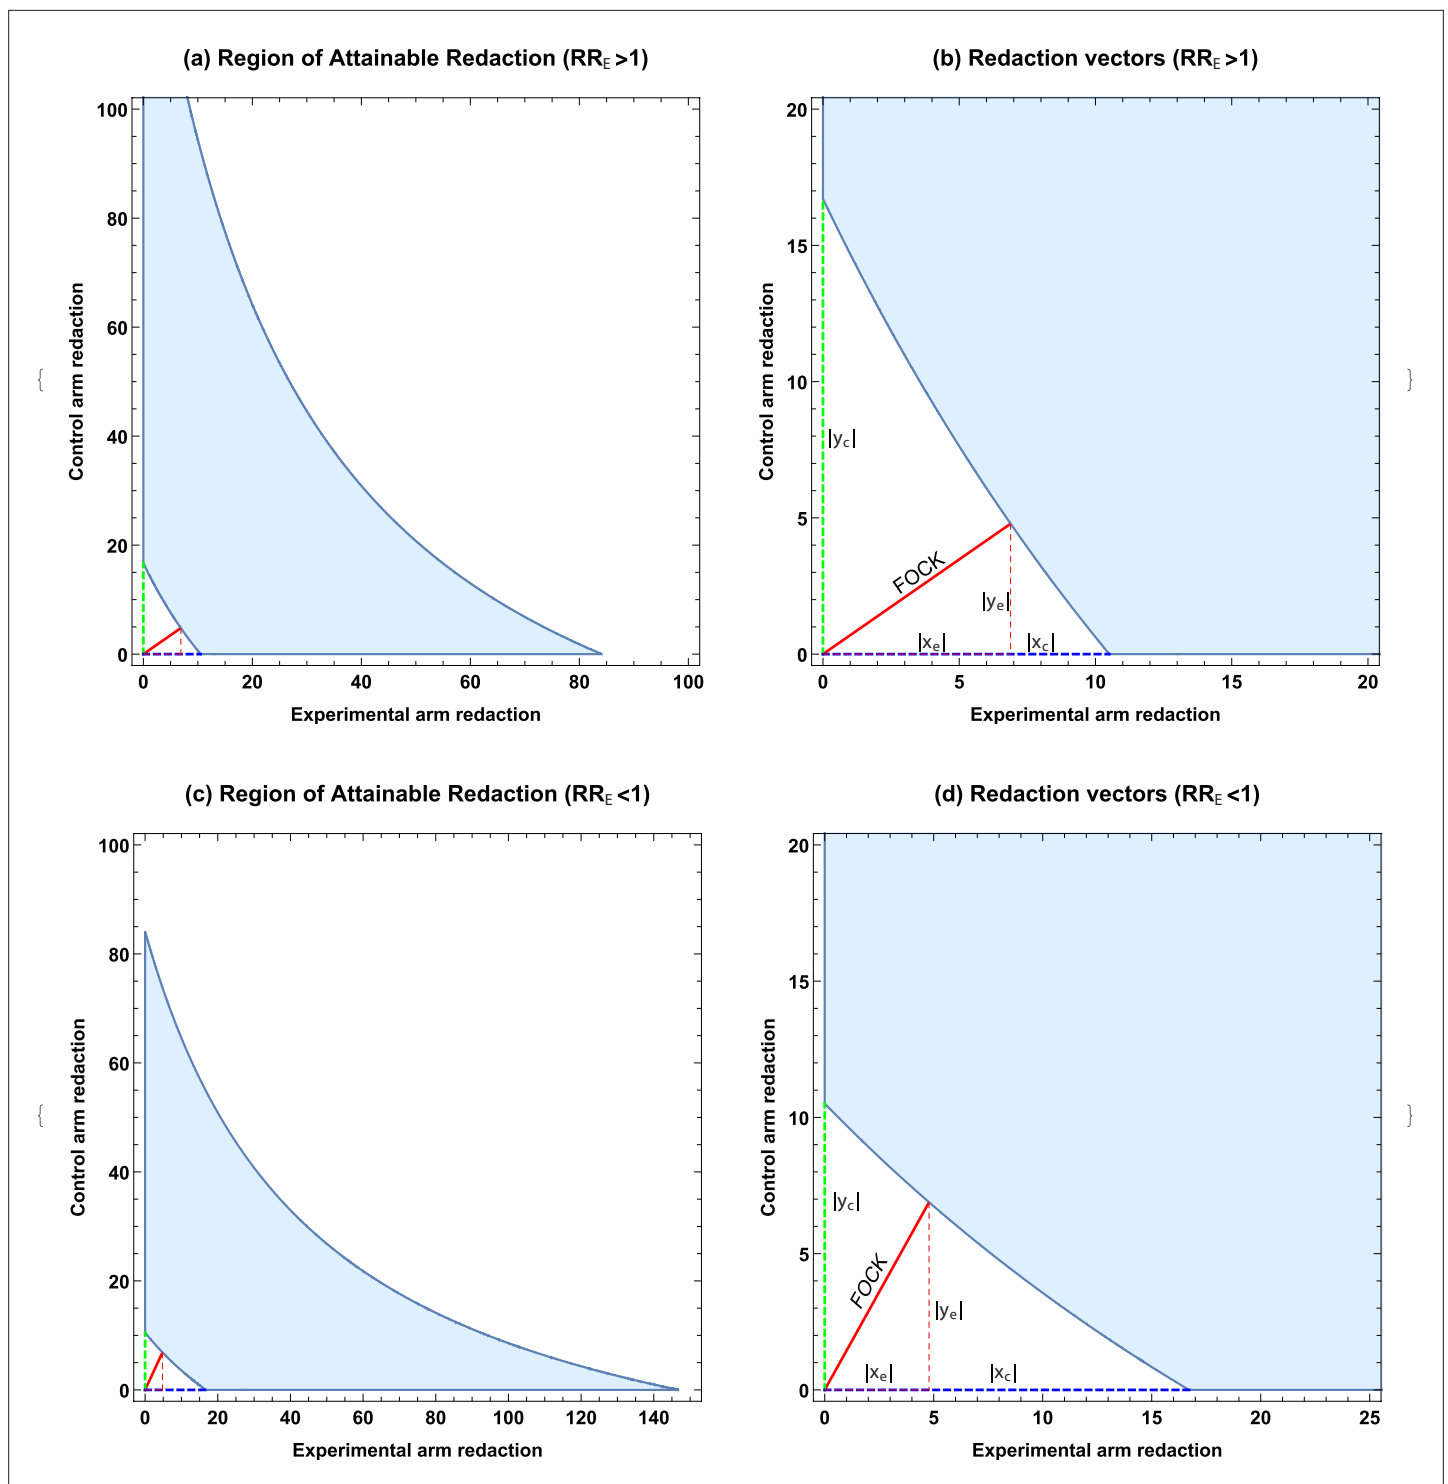 (a) Region of Attainable Redaction (RRE >1)
100
80
60
40
20
0
Control arm redaction
0 20 40 60 80 100
Experimental arm redaction
{
(b) Redaction vectors (RRE >1)
20
15
10
5
0
Control arm redaction
|yc|
FOCK
|ye|
|xe| |xc|
0 5 10 15 20
Experimental arm redaction
}
(c) Region of Attainable Redaction (RRE <1)
100
80
60
40
20
0
Control arm redaction
0 20 40 60 80 100 120 140
Experimental arm redaction
{
(d) Redaction vectors (RRE <1)
20
15
10
5
0
Control arm redaction
|yc|
FOCK
|ye|
|xe| |xc|
0 5 10 15 20 25
Experimental arm redaction
}